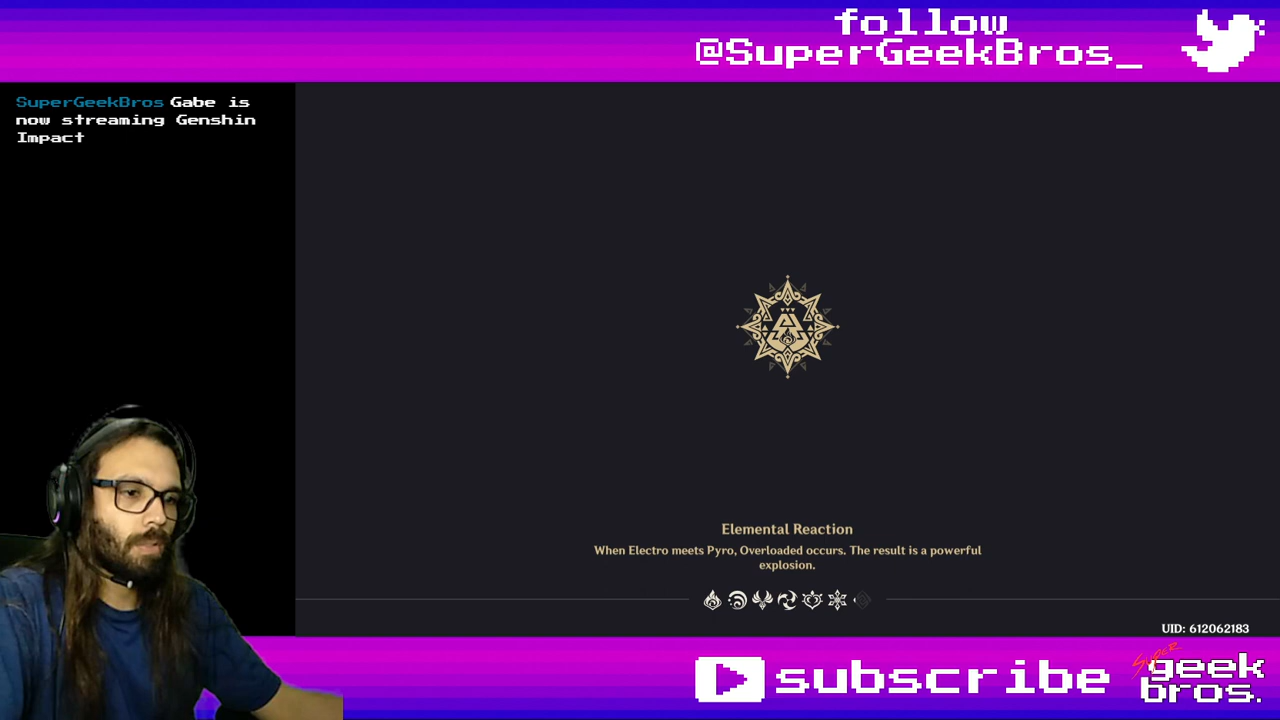 follow
@SuperGeekBros_
SuperGeekBros Gabe is
now streaming Genshin
Impact
Elemental Reaction
When Electro meets Pyro, Overloaded occurs. The result is a powerful
explosion.
UID: 612062183
subscribe
SUPER
geek
bros.